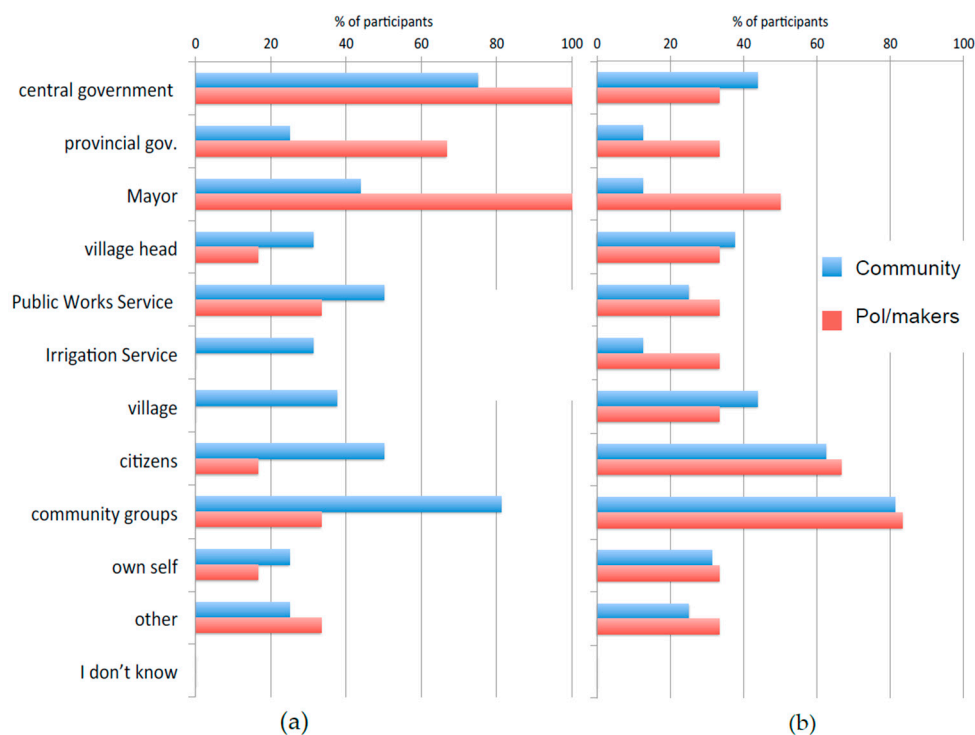 % of participants
% of participants
0 20 40 60 80 100
0 20 40 60 80 100
central government
provincial gov.
Mayor
village head
Community
Public Works Service
Pol/makers
Irrigation Service
village
citizens
community groups
own self
other
I don't know
(a)
(b)